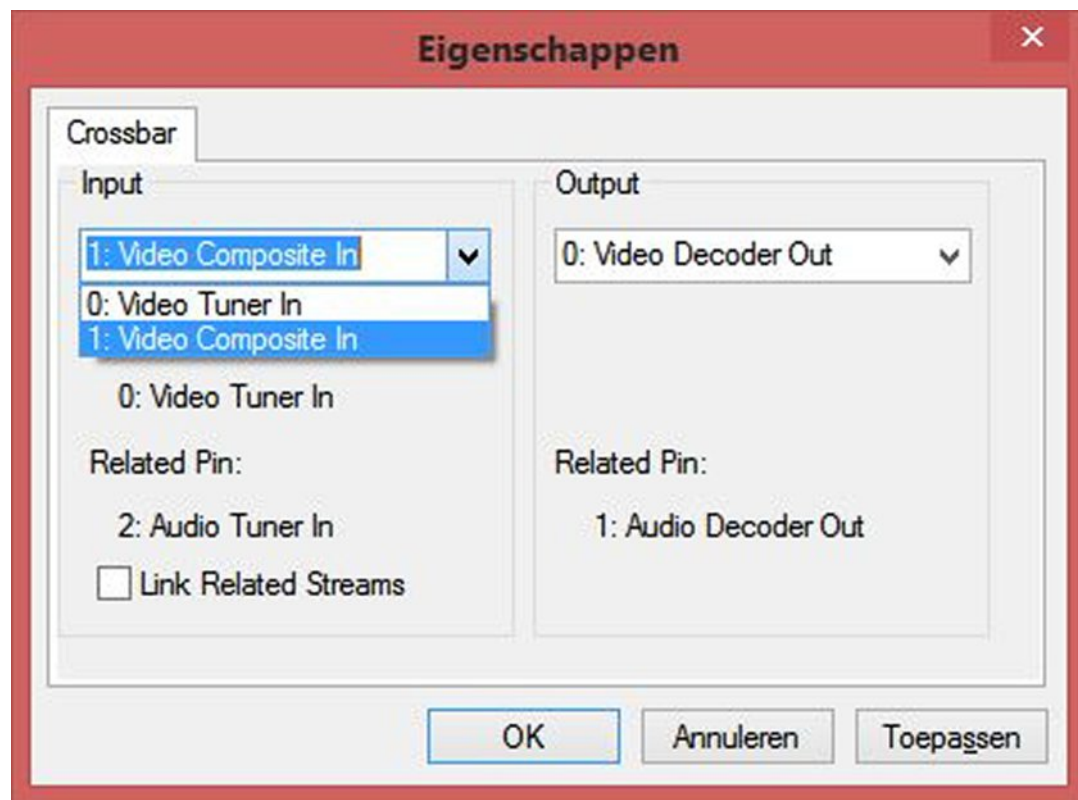 Eigenschappen
Crossbar
Input
1: Video Composite In
0: Video Tuner In
1: Video Composite In
0: Video Tuner In
Related Pin:
2: Audio Tuner In
Link Related Streams
Output
0: Video Decoder Out
Related Pin:
1: Audio Decoder Out
OK
Annuleren
Toepassen